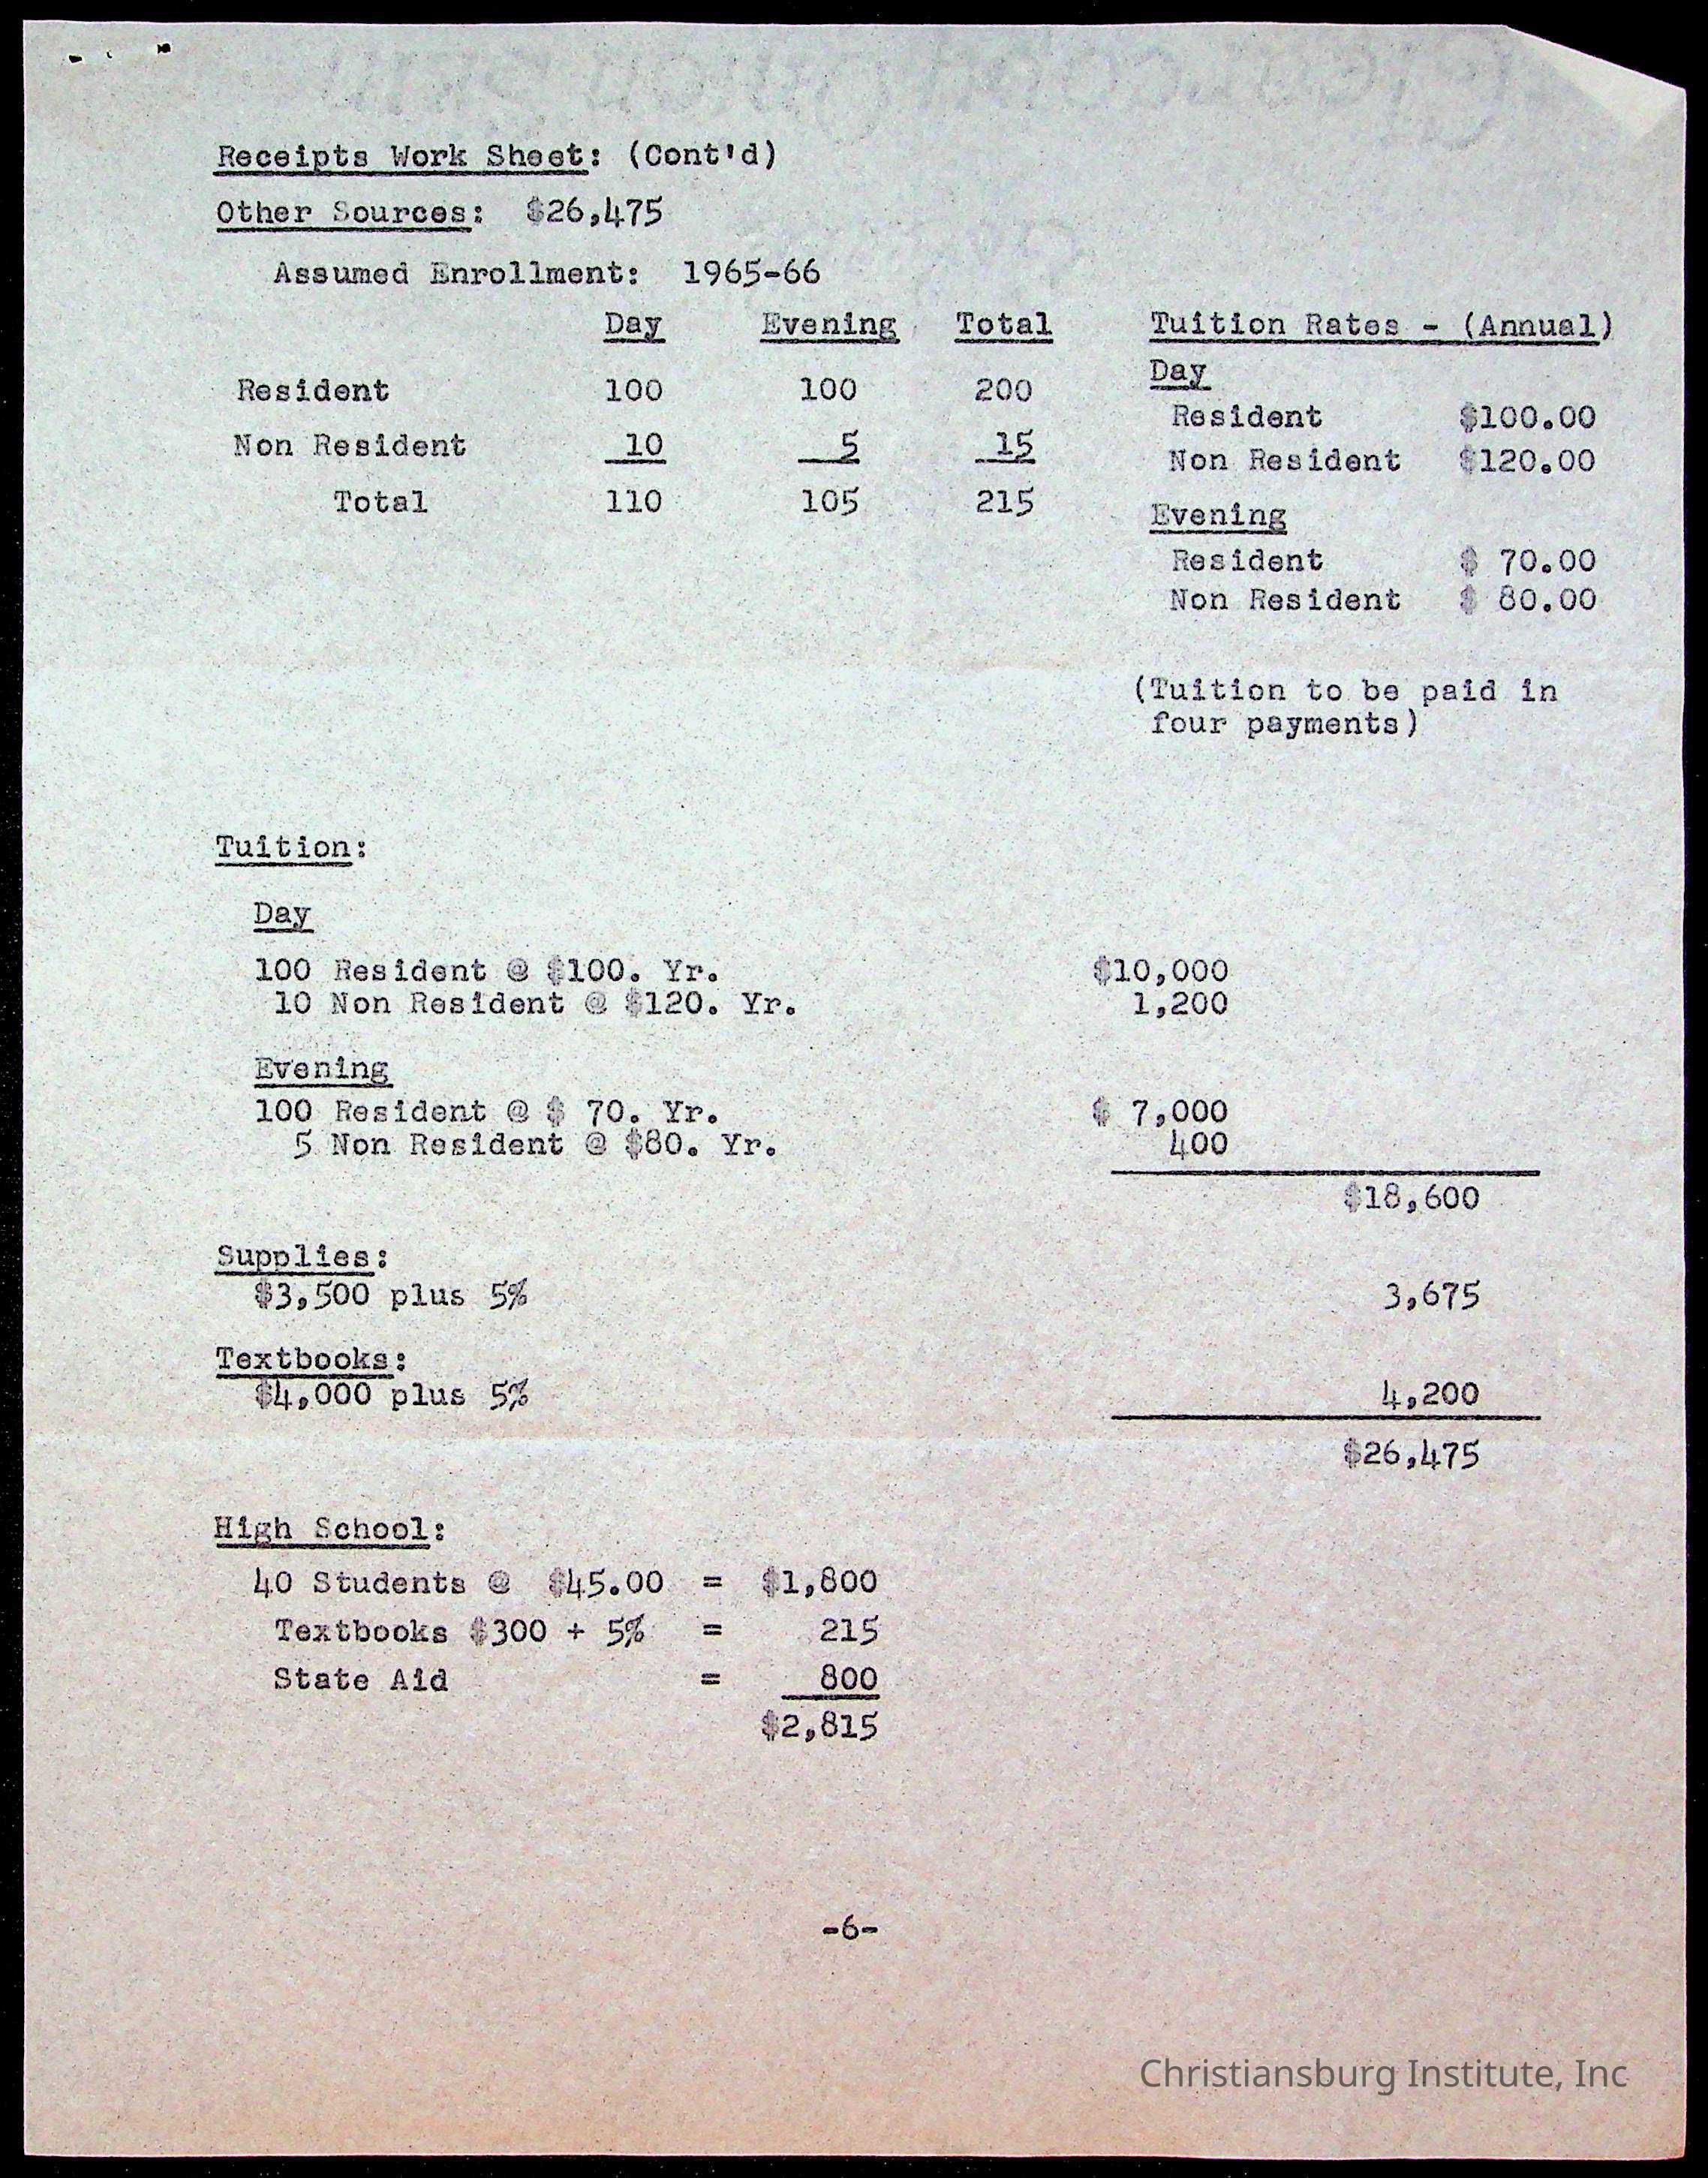 Receipts Work Sheet: (Cont'd)
Other Sources: $26,475
Assumed Enrollment: 1965-66
Day Evening Total
Resident 100 100 200
Non Resident 10 5 15
Total 110 105 215
Tuition Rates - (Annual)
Day
Resident $100.00
Non Resident $120.00
Evening
Resident $ 70.00
Non Resident $ 80.00
(Tuition to be paid in
four payments)
Tuition:
Day
100 Resident @ $100. Yr. $10,000
10 Non Resident @ $120. Yr. 1,200
Evening
100 Resident @ $ 70. Yr. $ 7,000
5 Non Resident @ $80. Yr. 400
$18,600
Supplies:
$3,500 plus 5% 3,675
Textbooks:
$4,000 plus 5% 4,200
$26,475
High School:
40 Students @ $45.00 = $1,800
Textbooks $300 + 5% = 215
State Aid = 800
$2,815
-6-
Christiansburg Institute, Inc